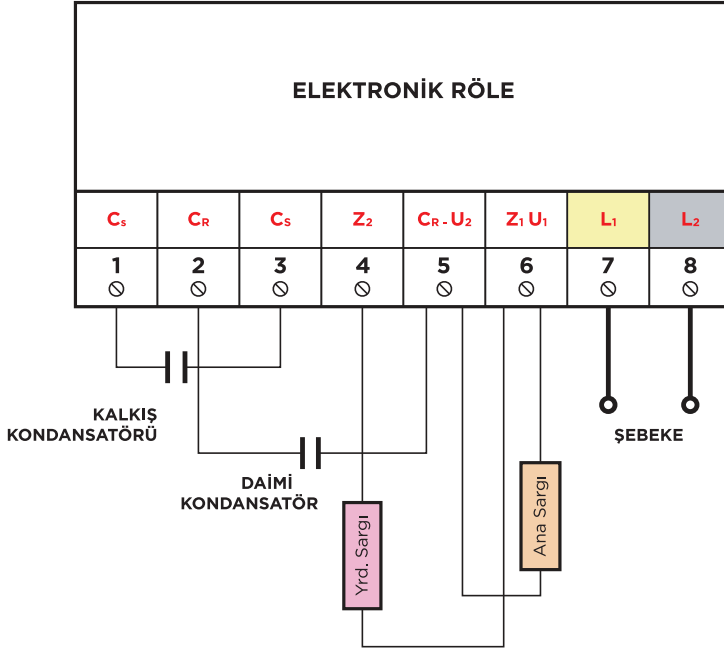 ELEKTRONİK RÖLE
Cs CR Cs Z2 CR - U2 Z1 U1 L1 L2
1 2 3 4 5 6 7 8
KALKIŞ
KONDANSATÖRÜ
DAİMİ
KONDANSATÖR
ŞEBEKE
Yrd. Sargı
Ana Sargı